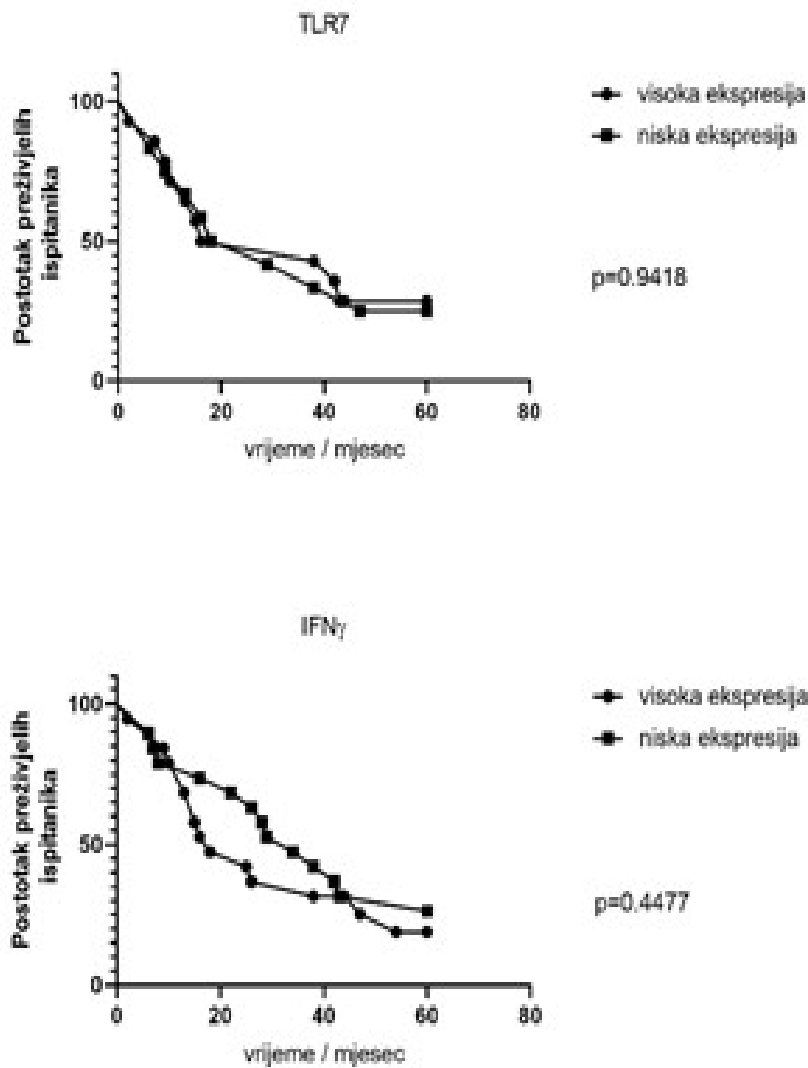 TLR7
Postotak preživjelih
ispitanika
100
50
0
0 20 40 60 80
vrijeme / mjesec
visoka ekspresija
niska ekspresija
p=0.9418
IFNγ
Postotak preživjelih
ispitanika
100
50
0
0 20 40 60 80
vrijeme / mjesec
visoka ekspresija
niska ekspresija
p=0.4477